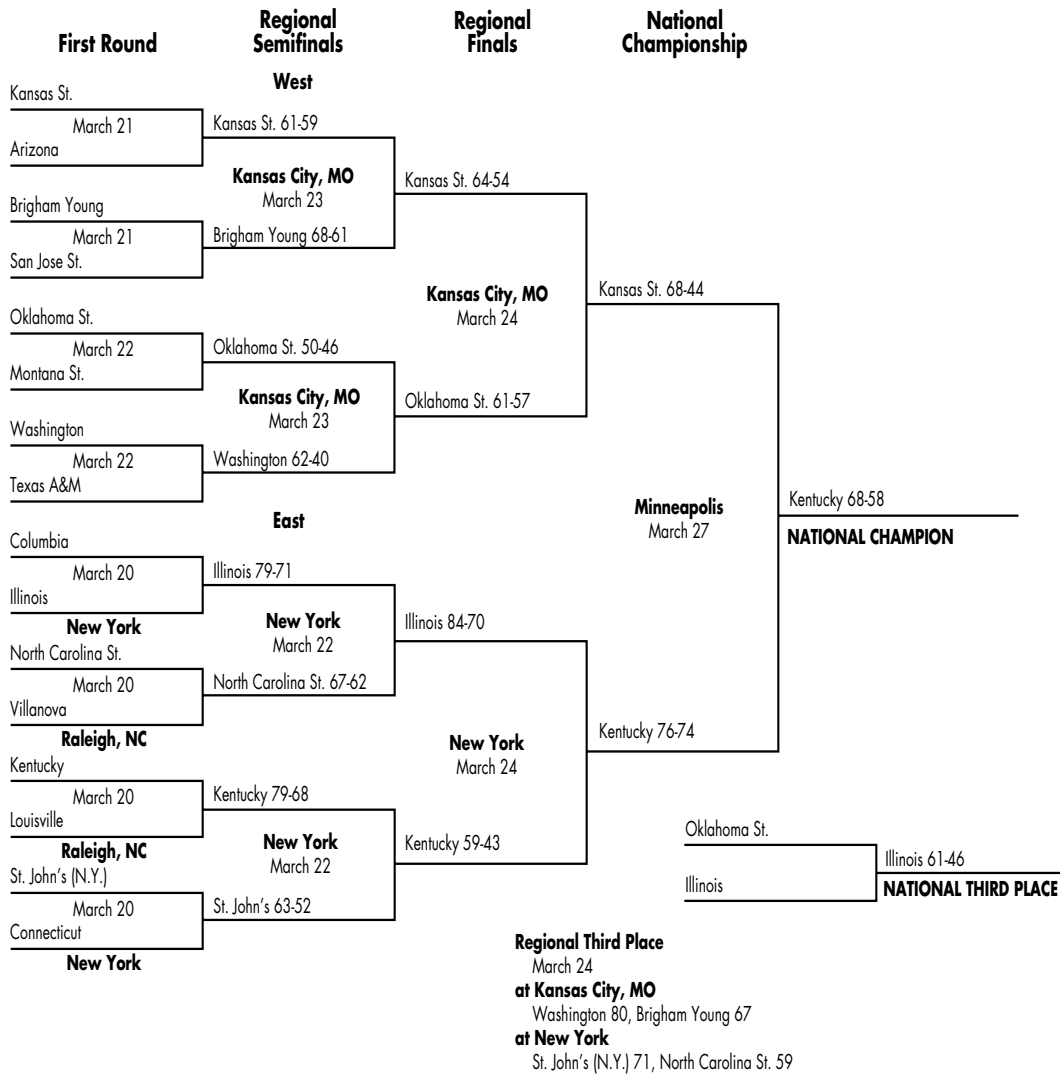 First Round
Regional
Semifinals
Regional
Finals
National
Championship
West
Kansas St.
March 21
Arizona
Kansas St. 61-59
Kansas City, MO
March 23
Brigham Young
March 21
San Jose St.
Brigham Young 68-61
Kansas St. 64-54
Kansas City, MO
March 24
Oklahoma St.
March 22
Montana St.
Oklahoma St. 50-46
Kansas City, MO
March 23
Washington
March 22
Texas A&M
Washington 62-40
Oklahoma St. 61-57
Kansas St. 68-44
Minneapolis
March 27
Kentucky 68-58
NATIONAL CHAMPION
East
Columbia
March 20
Illinois
New York
Illinois 79-71
New York
March 22
North Carolina St.
March 20
Villanova
Raleigh, NC
North Carolina St. 67-62
Illinois 84-70
New York
March 24
Kentucky
March 20
Louisville
Raleigh, NC
Kentucky 79-68
New York
March 22
St. John's (N.Y.)
March 20
Connecticut
New York
St. John's 63-52
Kentucky 59-43
Kentucky 76-74
Oklahoma St.
Illinois
Illinois 61-46
NATIONAL THIRD PLACE
Regional Third Place
March 24
at Kansas City, MO
Washington 80, Brigham Young 67
at New York
St. John's (N.Y.) 71, North Carolina St. 59